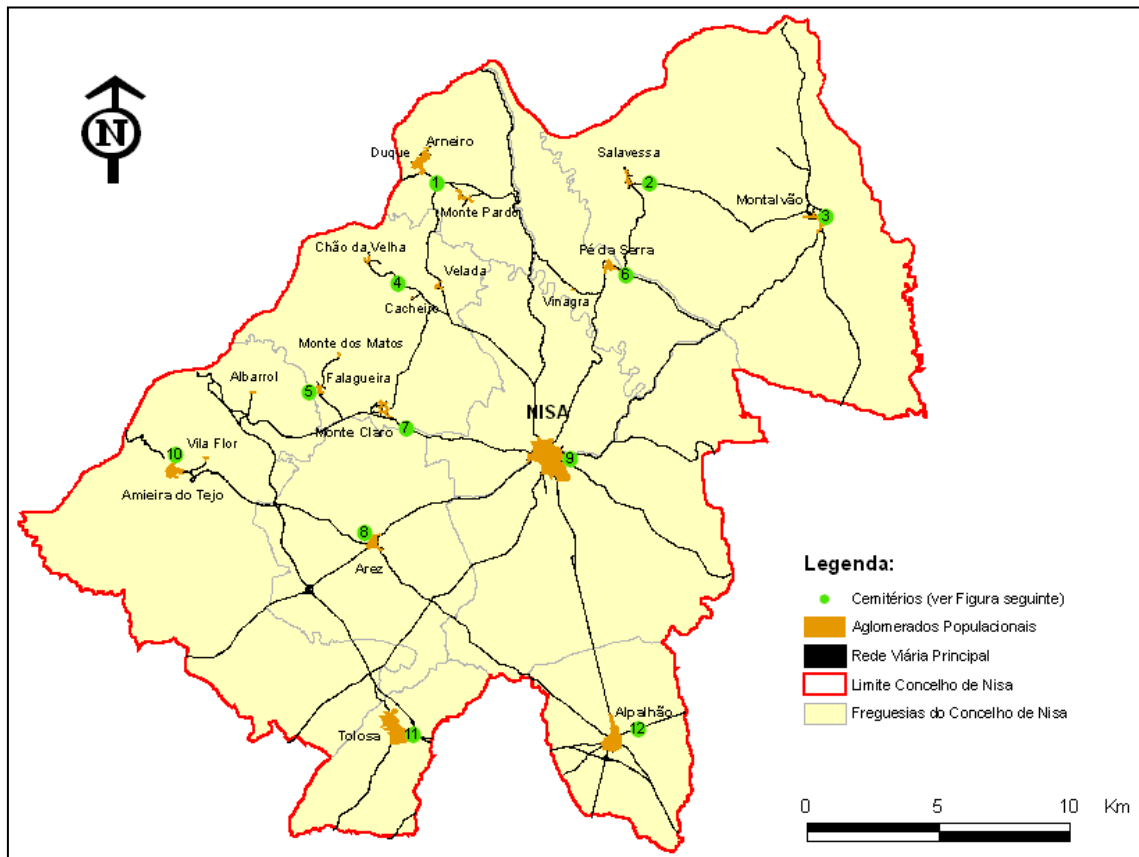 N
Arneiro
Duque
1
Monte Pardo
Salavessa
2
Montalvão
3
Chão da Velha
4
Velada
Cacheiro
Pé da Serra
6
Vinagra
Monte dos Matos
Albarrol
5
Falagueira
NISA
Monte Claro
7
9
10
Vila Flor
Amieira do Tejo
8
Arez
Tolosa
11
Alpalhão
12
Legenda:
Cemitérios (ver Figura seguinte)
Aglomerados Populacionais
Rede Viária Principal
Limite Concelho de Nisa
Freguesias do Concelho de Nisa
0 5 10 Km